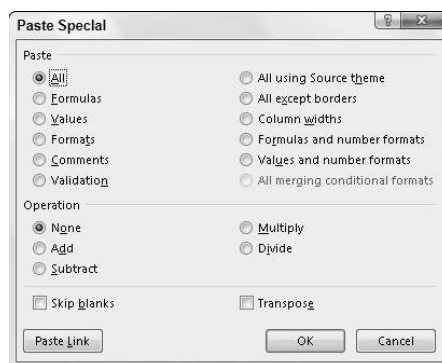 Paste Special
Paste
All
All using Source theme
Formulas
All except borders
Values
Column widths
Formats
Formulas and number formats
Comments
Values and number formats
Validation
All merging conditional formats
Operation
None
Multiply
Add
Divide
Subtract
Skip blanks
Transpose
Paste Link
OK
Cancel